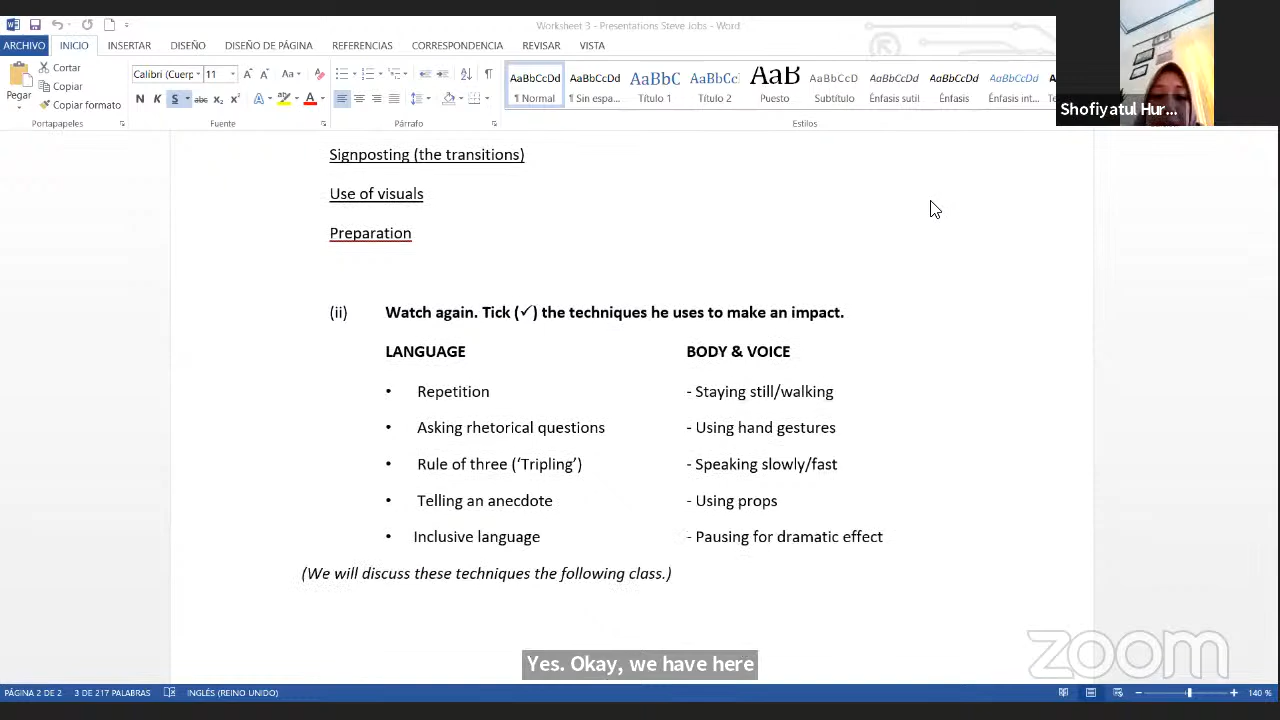 Worksheet 3 - Presentations Steve Jobs - Word
ARCHIVO INICIO INSERTAR DISEÑO DISEÑO DE PÁGINA REFERENCIAS CORRESPONDENCIA REVISAR VISTA
Pegar
Cortar
Copiar
Copiar formato
Portapapeles
Calibri (Cuerp 11
N K S abc x₂ x²
Fuente
Párrafo
AaBbCcDd AaBbCcDd AaBbC AaBbCc AaB AaBbCcD AaBbCcDd AaBbCcDd AaBbCcDd
¶ Normal ¶ Sin espa... Título 1 Título 2 Puesto Subtítulo Énfasis sutil Énfasis Énfasis int...
Estilos
Shofiyatul Hur...
Signposting (the transitions)
Use of visuals
Preparation
(ii) Watch again. Tick (✓) the techniques he uses to make an impact.
LANGUAGE BODY & VOICE
• Repetition - Staying still/walking
• Asking rhetorical questions - Using hand gestures
• Rule of three (‘Tripling’) - Speaking slowly/fast
• Telling an anecdote - Using props
• Inclusive language - Pausing for dramatic effect
(We will discuss these techniques the following class.)
zoom
Yes. Okay, we have here
PÁGINA 2 DE 2 3 DE 217 PALABRAS INGLÉS (REINO UNIDO) 140 %